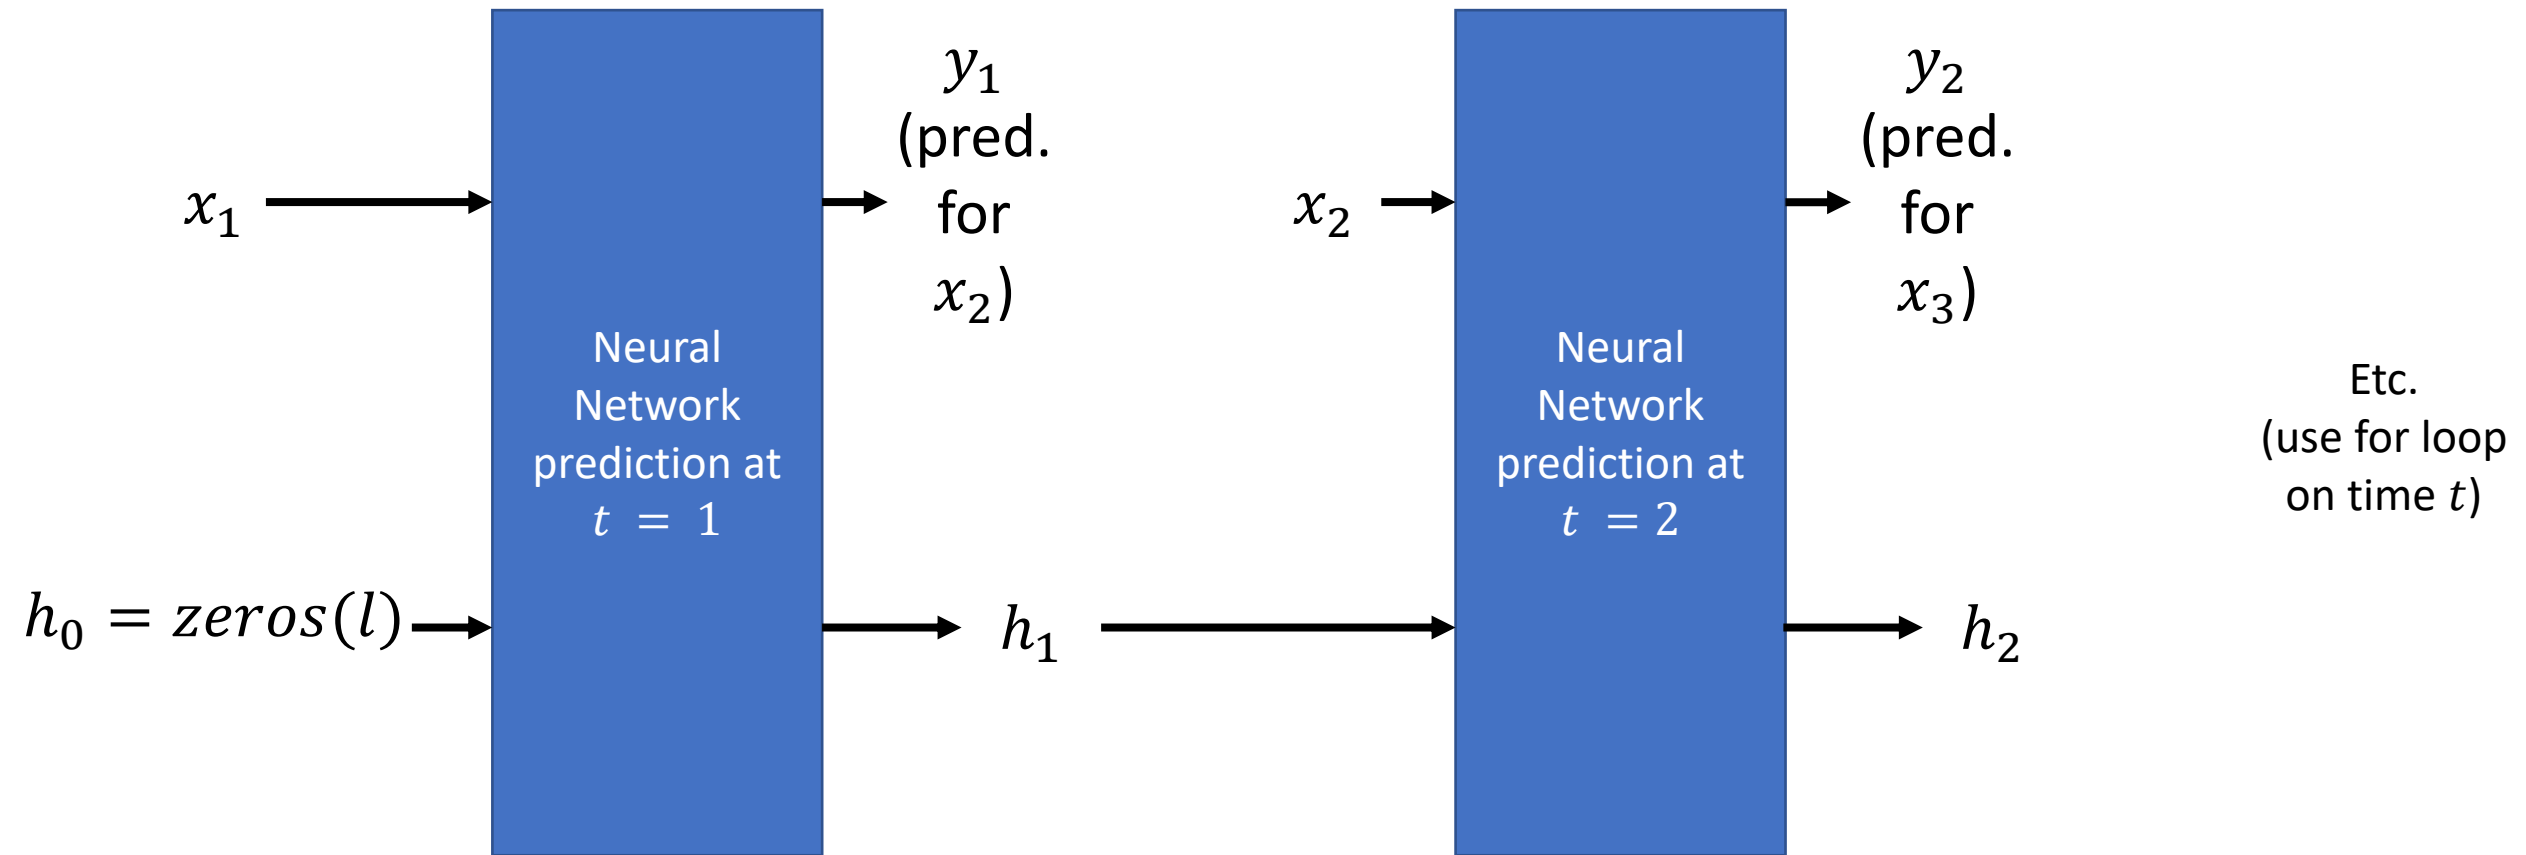 x₁
h₀ = zeros(l)
Neural
Network
prediction at
t = 1
y₁
(pred.
for
x₂)
h₁
x₂
Neural
Network
prediction at
t = 2
y₂
(pred.
for
x₃)
h₂
Etc.
(use for loop
on time t)